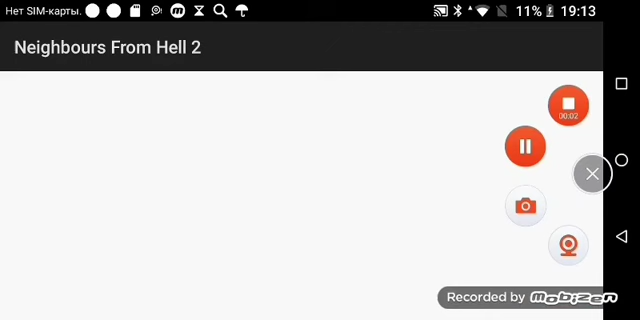 Нет SIM-карты.
11% 19:13
Neighbours From Hell 2
00:02
Recorded by Mobizen